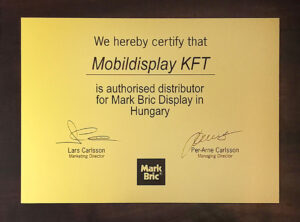 We hereby certify that
Mobildisplay KFT
is authorised distributor
for Mark Bric Display in
Hungary
Lars Carlsson
Marketing Director
Per-Arne Carlsson
Managing Director
Mark
Bric